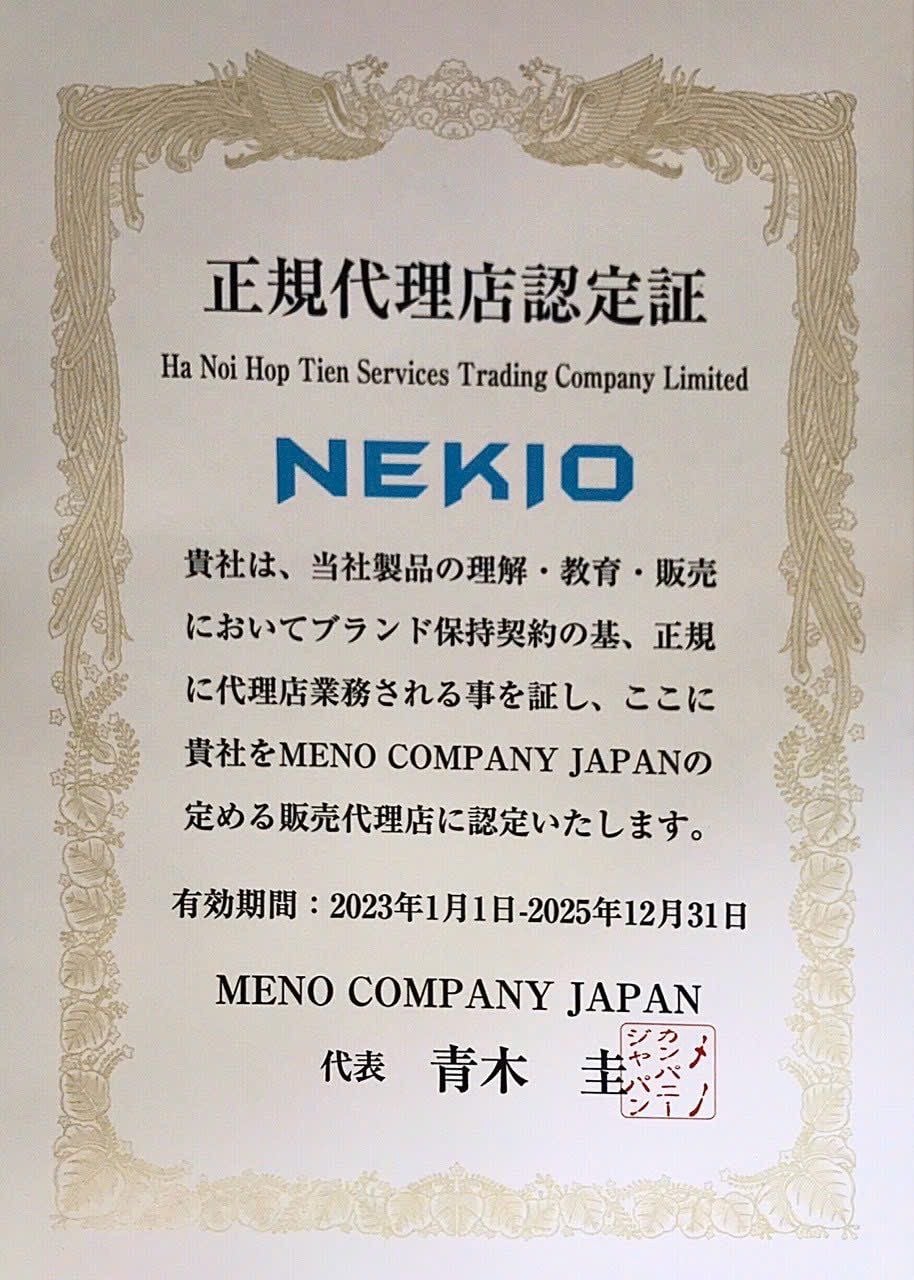 正規代理店認定証
Ha Noi Hop Tien Services Trading Company Limited
NEKIO
貴社は、当社製品の理解・教育・販売
においてブランド保持契約の基、正規
に代理店業務される事を証し、ここに
貴社をMENO COMPANY JAPANの
定める販売代理店に認定いたします。
有効期間：2023年1月1日-2025年12月31日
MENO COMPANY JAPAN
代表 青木 圭
メノ
カンパニー
ジャパン